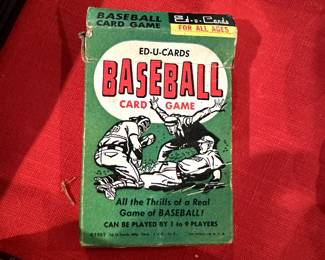 BASEBALL
CARD GAME
Ed-u-Cards
FOR ALL AGES
ED-U-CARDS
BASEBALL
CARD GAME
All the Thrills of a Real
Game of BASEBALL!
CAN BE PLAYED BY 1 to 9 PLAYERS